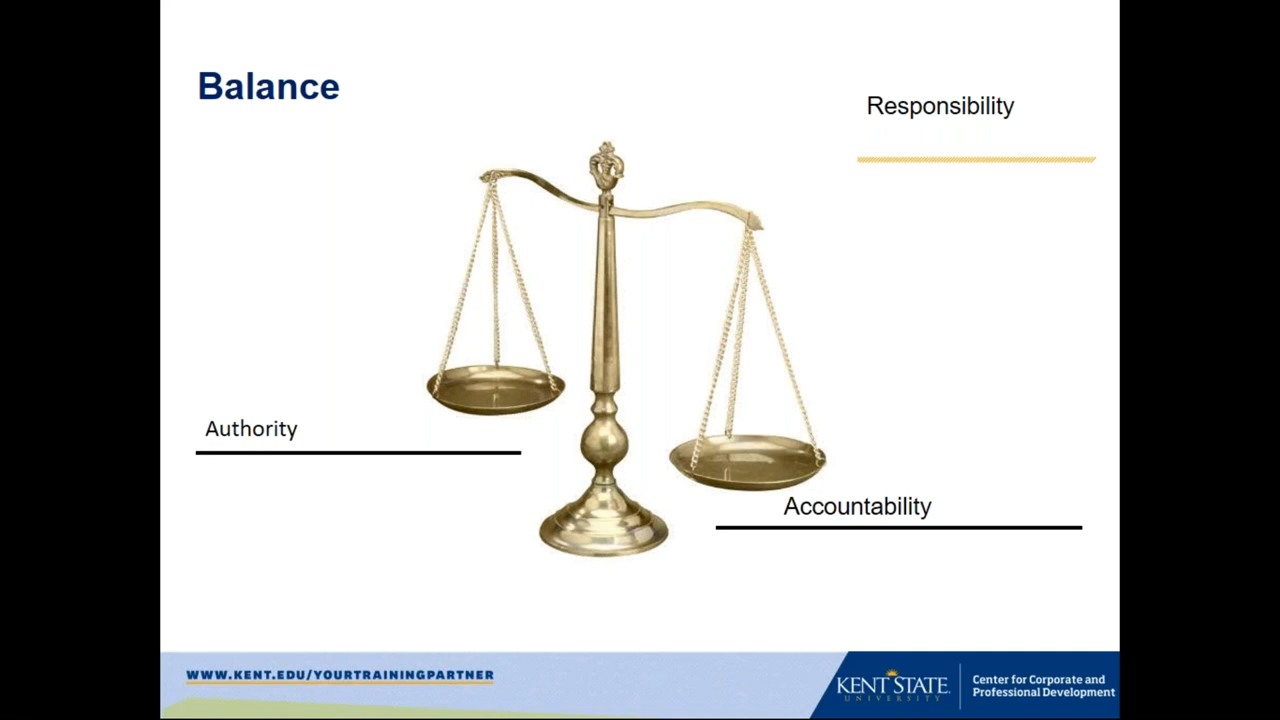 Balance
Responsibility
Authority
Accountability
WWW.KENT.EDU/YOURTRAININGPARTNER
KENT STATE
UNIVERSITY
Center for Corporate and
Professional Development